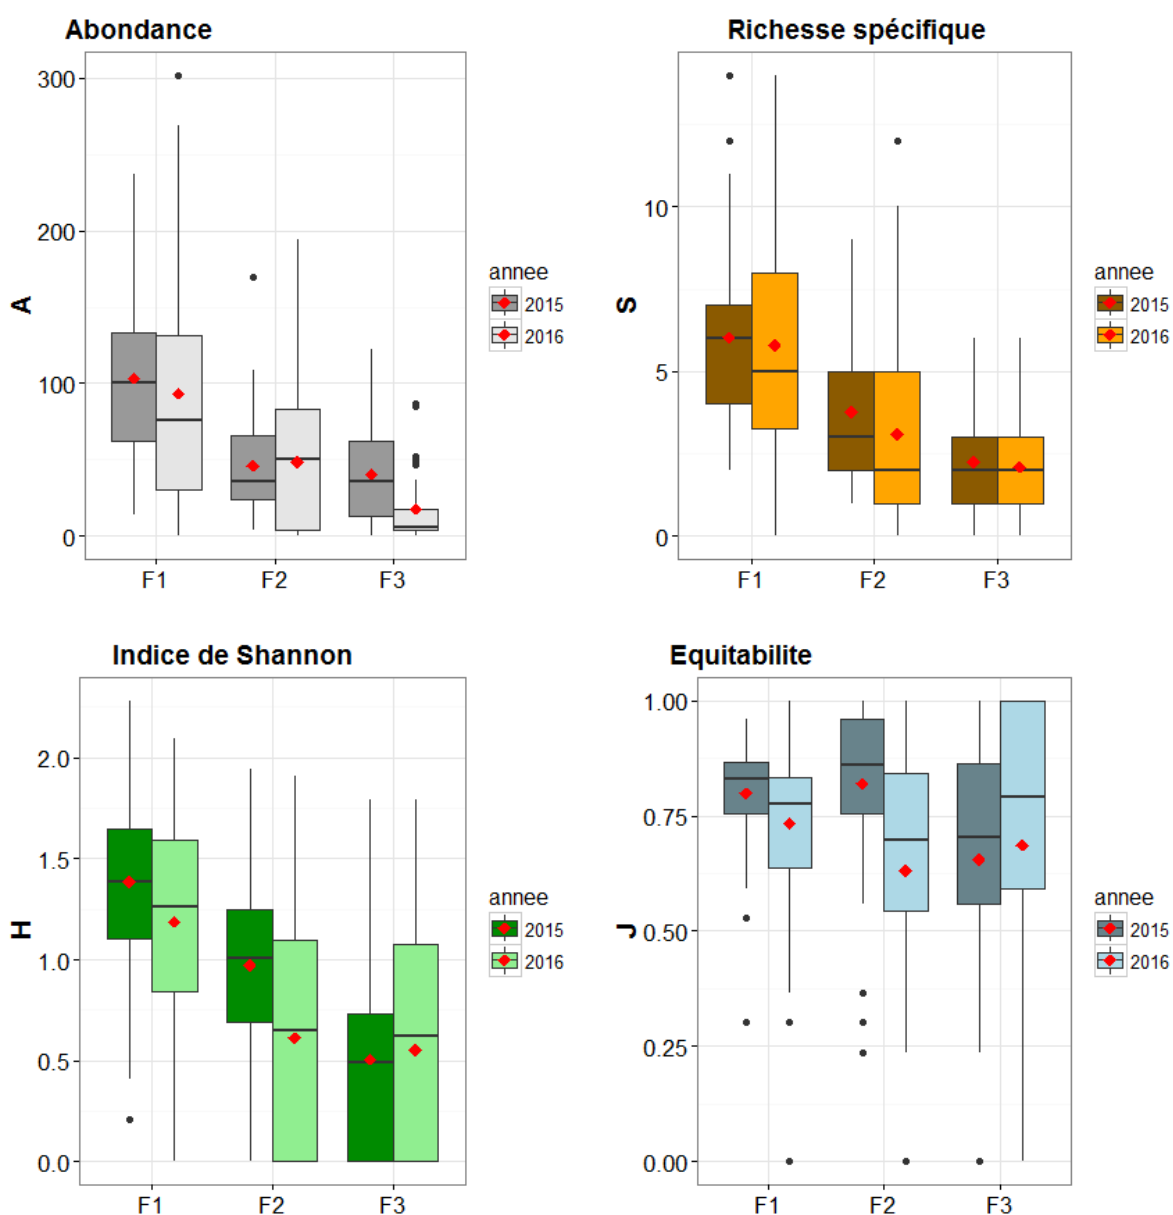 Abondance
300
200
100
0
A
F1 F2 F3
annee
2015
2016
Richesse spécifique
10
5
0
S
F1 F2 F3
annee
2015
2016
Indice de Shannon
2.0
1.5
1.0
0.5
0.0
H
F1 F2 F3
annee
2015
2016
Equitabilite
1.00
0.75
0.50
0.25
0.00
J
F1 F2 F3
annee
2015
2016